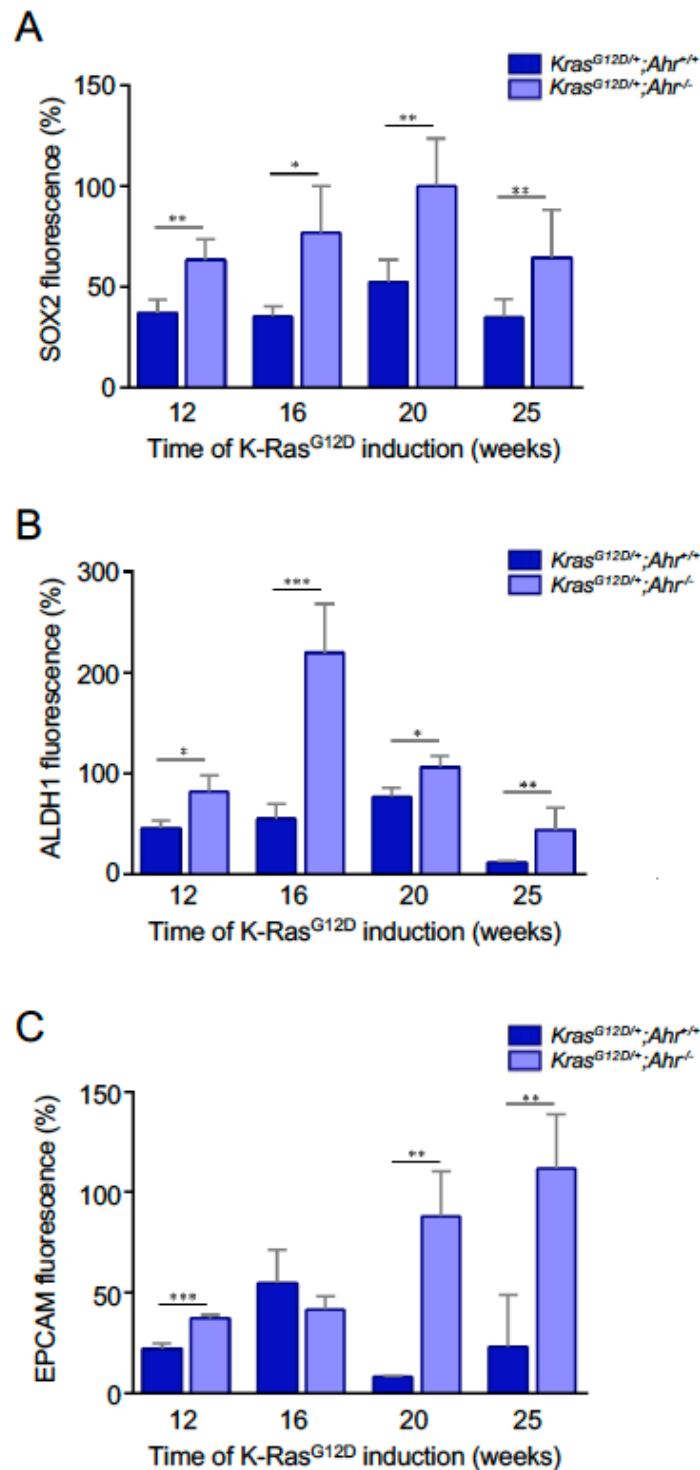 A
Kras^G12D/+;Ahr^+/+
Kras^G12D/+;Ahr^-/-
SOX2 fluorescence (%)
150
100
50
0
**
*
**
**
12 16 20 25
Time of K-Ras^G12D induction (weeks)
B
Kras^G12D/+;Ahr^+/+
Kras^G12D/+;Ahr^-/-
ALDH1 fluorescence (%)
300
200
100
0
*
***
*
**
12 16 20 25
Time of K-Ras^G12D induction (weeks)
C
Kras^G12D/+;Ahr^+/+
Kras^G12D/+;Ahr^-/-
EPCAM fluorescence (%)
150
100
50
0
***
**
**
12 16 20 25
Time of K-Ras^G12D induction (weeks)